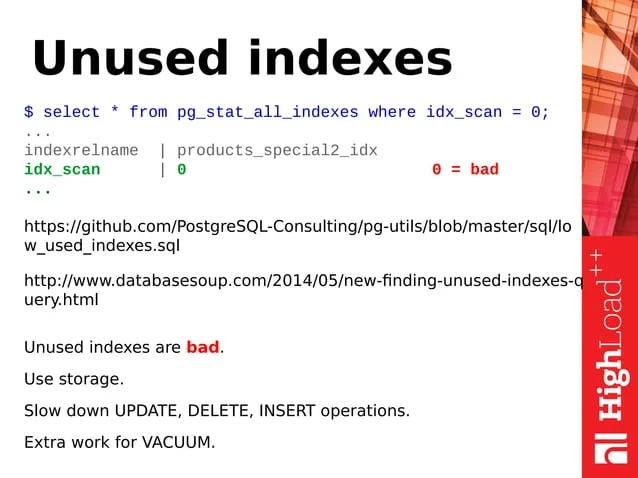 Unused indexes
$ select * from pg_stat_all_indexes where idx_scan = 0;
...
indexrelname | products_special2_idx
idx_scan | 0 0 = bad
...
https://github.com/PostgreSQL-Consulting/pg-utils/blob/master/sql/lo
w_used_indexes.sql
http://www.databasesoup.com/2014/05/new-finding-unused-indexes-q
uery.html
Unused indexes are bad.
Use storage.
Slow down UPDATE, DELETE, INSERT operations.
Extra work for VACUUM.
HighLoad++